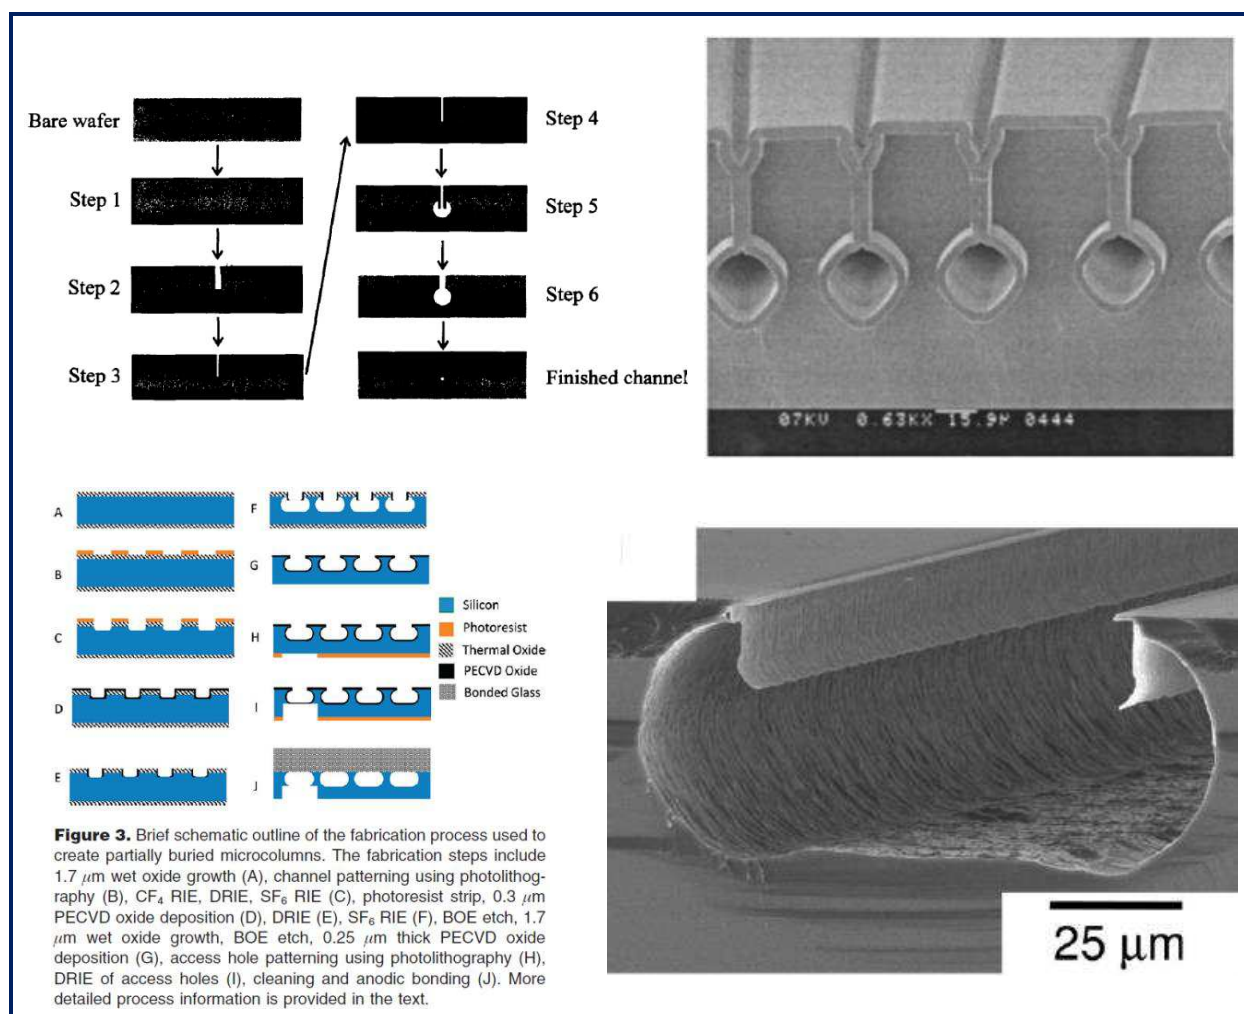 Bare wafer
Step 1
Step 2
Step 3
Step 4
Step 5
Step 6
Finished channel
07KV 0.63KX 15.9µ 0444
A
B
C
D
E
F
G
H
I
J
Silicon
Photoresist
Thermal Oxide
PECVD Oxide
Bonded Glass
Figure 3. Brief schematic outline of the fabrication process used to
create partially buried microcolumns. The fabrication steps include
1.7 μm wet oxide growth (A), channel patterning using photolithog-
raphy (B), CF₄ RIE, DRIE, SF₆ RIE (C), photoresist strip, 0.3 μm
PECVD oxide deposition (D), DRIE (E), SF₆ RIE (F), BOE etch, 1.7
μm wet oxide growth, BOE etch, 0.25 μm thick PECVD oxide
deposition (G), access hole patterning using photolithography (H),
DRIE of access holes (I), cleaning and anodic bonding (J). More
detailed process information is provided in the text.
25 μm